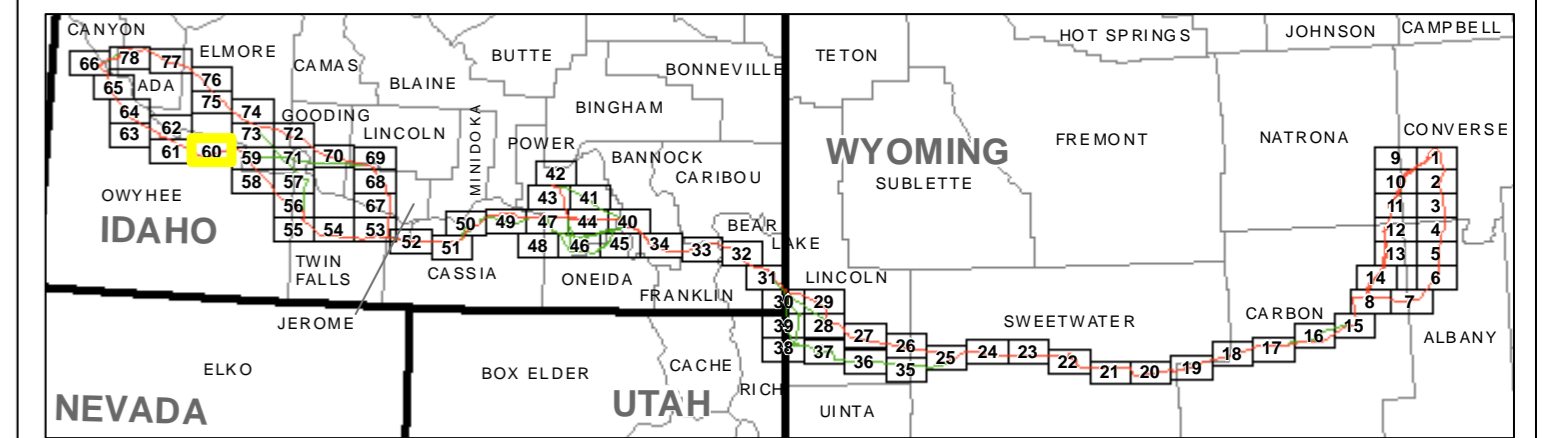 CANYON
ELMORE
CAMAS
BUTTE
BLAINE
BONNEVILLE
TETON
HOT SPRINGS
JOHNSON
CAMPBELL
66 78 77
76
65 ADA
75
64 74
GOODING
BINGHAM
63 62 73 72
LINCOLN
MINIDOKA
POWER
61 60 59 71 70 69
BANNOCK
CARIBOU
WYOMING
SUBLETTE
FREMONT
NATRONA
CONVERSE
9 1
58 57 68
42
10 2
OWYHEE
56 67
43 41
11 3
IDAHO
55 54 53
50 49 47 44 40
BEAR
LAKE
12 4
52 51
48 46 45 34 33 32
13 5
TWIN
FALLS
CASSIA
ONEIDA
31
LINCOLN
14 6
FRANKLIN
30 29
8 7
JEROME
39 28
SWEETWATER
CARBON
15
ALBANY
27
16
38 37 36 26 25 24 23 22 21 20 19 18 17
35
ELKO
BOX ELDER
CACHE
RICH
UINTA
NEVADA
UTAH